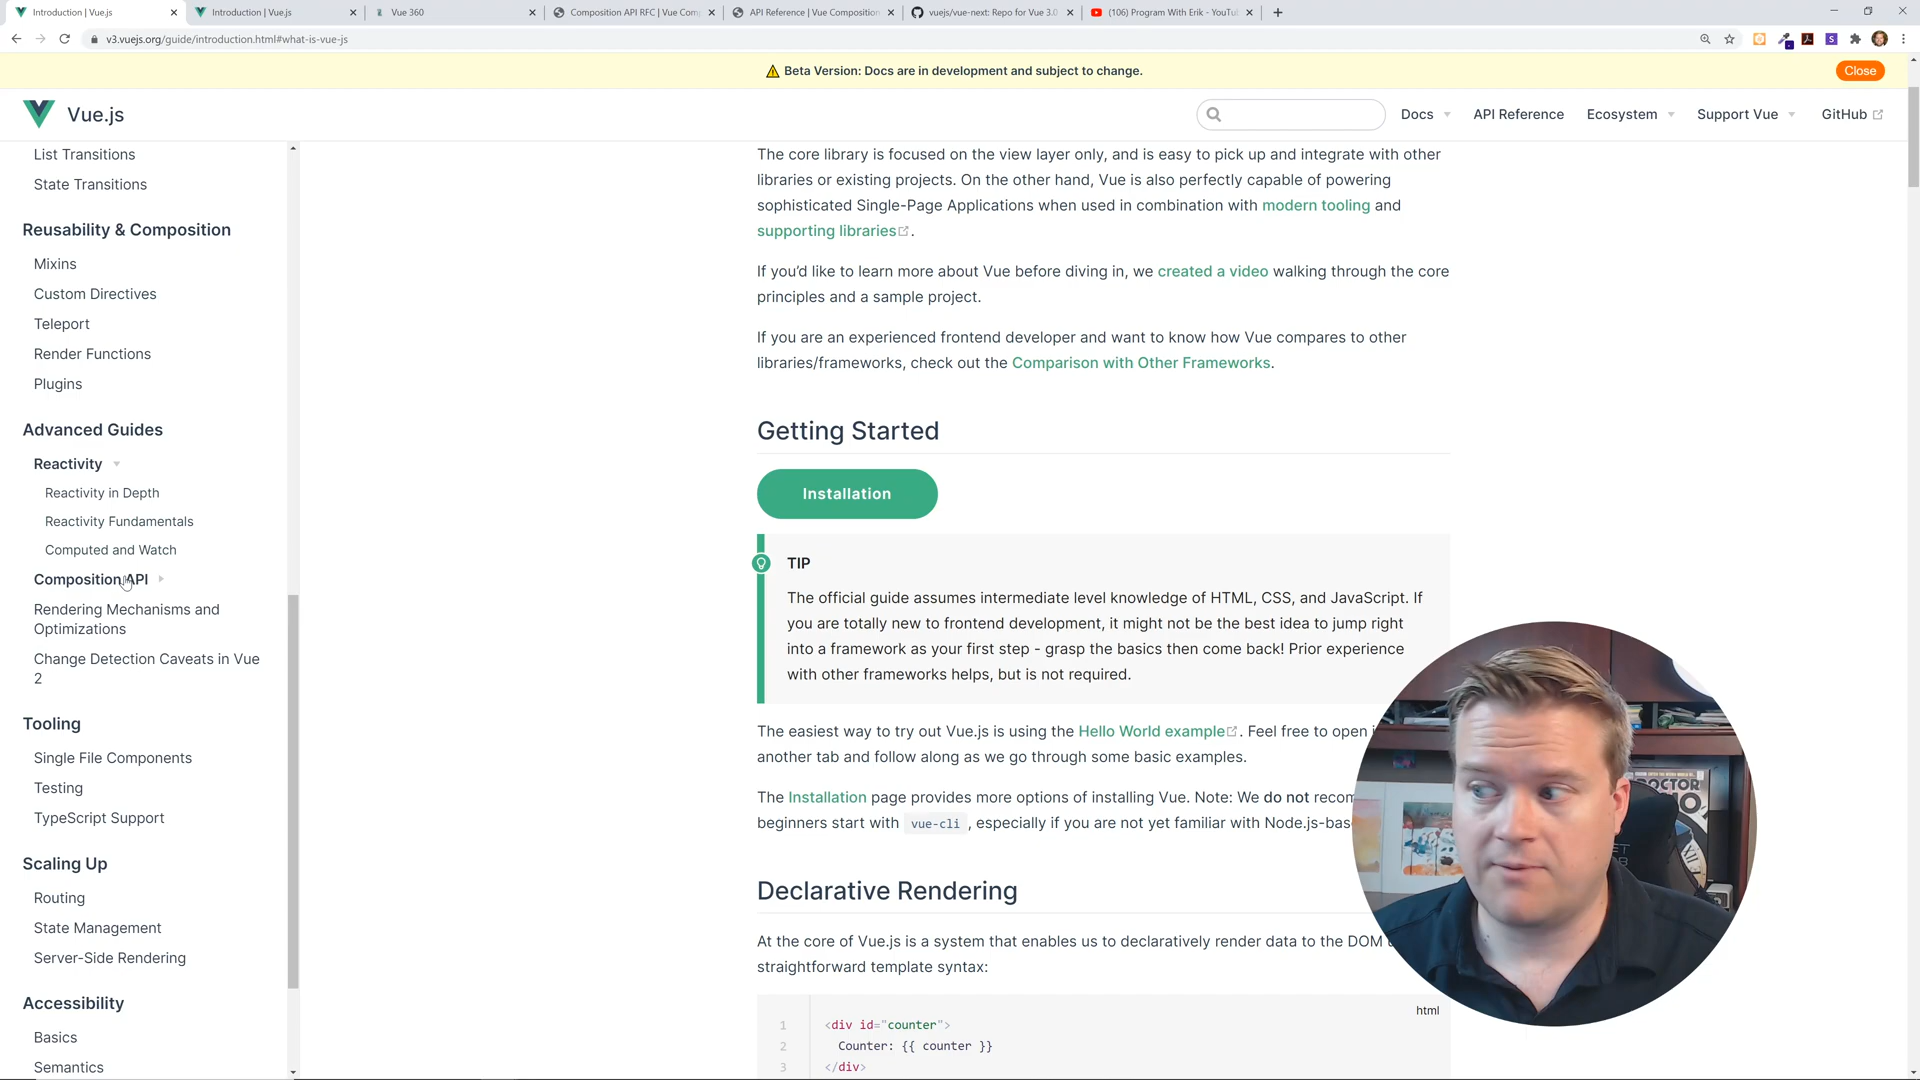 Introduction | Vue.js
Introduction | Vue.js
Vue 360
Composition API RFC | Vue Com
API Reference | Vue Composition
vuejs/vue-next: Repo for Vue 3.0
(106) Program With Erik - YouTu
v3.vuejs.org/guide/introduction.html#what-is-vue-js
Beta Version: Docs are in development and subject to change.
Close
Vue.js
Docs
API Reference
Ecosystem
Support Vue
GitHub
List Transitions
State Transitions
Reusability & Composition
Mixins
Custom Directives
Teleport
Render Functions
Plugins
Advanced Guides
Reactivity
Reactivity in Depth
Reactivity Fundamentals
Computed and Watch
Composition API
Rendering Mechanisms and
Optimizations
Change Detection Caveats in Vue
2
Tooling
Single File Components
Testing
TypeScript Support
Scaling Up
Routing
State Management
Server-Side Rendering
Accessibility
Basics
Semantics
The core library is focused on the view layer only, and is easy to pick up and integrate with other
libraries or existing projects. On the other hand, Vue is also perfectly capable of powering
sophisticated Single-Page Applications when used in combination with modern tooling and
supporting libraries.
If you'd like to learn more about Vue before diving in, we created a video walking through the core
principles and a sample project.
If you are an experienced frontend developer and want to know how Vue compares to other
libraries/frameworks, check out the Comparison with Other Frameworks.
Getting Started
Installation
TIP
The official guide assumes intermediate level knowledge of HTML, CSS, and JavaScript. If
you are totally new to frontend development, it might not be the best idea to jump right
into a framework as your first step - grasp the basics then come back! Prior experience
with other frameworks helps, but is not required.
The easiest way to try out Vue.js is using the Hello World example. Feel free to open
another tab and follow along as we go through some basic examples.
The Installation page provides more options of installing Vue. Note: We do not recom
beginners start with vue-cli, especially if you are not yet familiar with Node.js-bas
Declarative Rendering
At the core of Vue.js is a system that enables us to declaratively render data to the DOM
straightforward template syntax:
html
1 <div id="counter">
2 Counter: {{ counter }}
3 </div>
DOCTOR